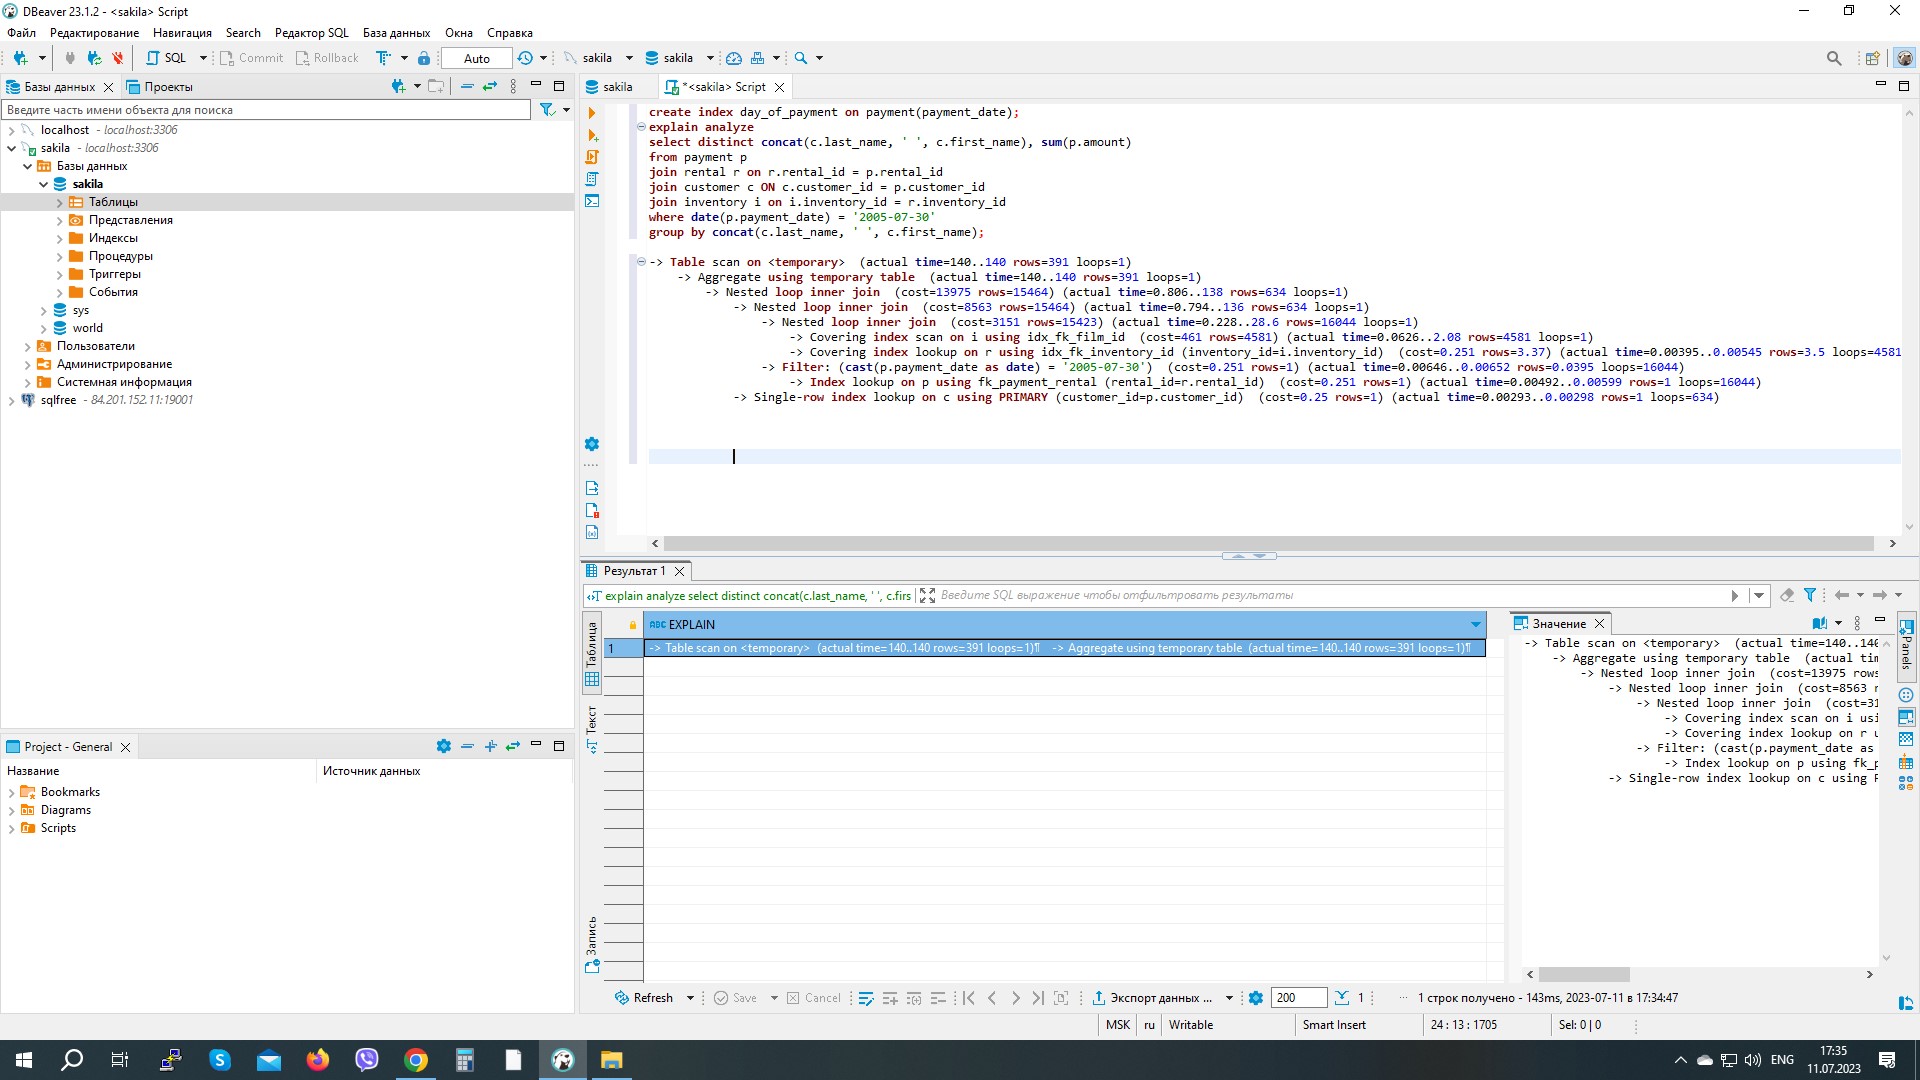 DBeaver 23.1.2 - <sakila> Script
Файл Редактирование Навигация Search Редактор SQL База данных Окна Справка
SQL Commit Rollback Auto sakila sakila
Базы данных Проекты
Введите часть имени объекта для поиска
localhost - localhost:3306
sakila - localhost:3306
Базы данных
sakila
Таблицы
Представления
Индексы
Процедуры
Триггеры
События
sys
world
Пользователи
Администрирование
Системная информация
sqlfree - 84.201.152.11:19001
Project - General
Название Источник данных
Bookmarks
Diagrams
Scripts
sakila *<sakila> Script
create index day_of_payment on payment(payment_date);
explain analyze
select distinct concat(c.last_name, ' ', c.first_name), sum(p.amount)
from payment p
join rental r on r.rental_id = p.rental_id
join customer c ON c.customer_id = p.customer_id
join inventory i on i.inventory_id = r.inventory_id
where date(p.payment_date) = '2005-07-30'
group by concat(c.last_name, ' ', c.first_name);
-> Table scan on <temporary>  (actual time=140..140 rows=391 loops=1)
-> Aggregate using temporary table  (actual time=140..140 rows=391 loops=1)
-> Nested loop inner join  (cost=13975 rows=15464) (actual time=0.806..138 rows=634 loops=1)
-> Nested loop inner join  (cost=8563 rows=15464) (actual time=0.794..136 rows=634 loops=1)
-> Nested loop inner join  (cost=3151 rows=15423) (actual time=0.228..28.6 rows=16044 loops=1)
-> Covering index scan on i using idx_fk_film_id  (cost=461 rows=4581) (actual time=0.0626..2.08 rows=4581 loops=1)
-> Covering index lookup on r using idx_fk_inventory_id (inventory_id=i.inventory_id)  (cost=0.251 rows=3.37) (actual time=0.00395..0.00545 rows=3.5 loops=4581
-> Filter: (cast(p.payment_date as date) = '2005-07-30')  (cost=0.251 rows=1) (actual time=0.00646..0.00652 rows=0.0395 loops=16044)
-> Index lookup on p using fk_payment_rental (rental_id=r.rental_id)  (cost=0.251 rows=1) (actual time=0.00492..0.00599 rows=1 loops=16044)
-> Single-row index lookup on c using PRIMARY (customer_id=p.customer_id)  (cost=0.25 rows=1) (actual time=0.00293..0.00298 rows=1 loops=634)
Результат 1
explain analyze select distinct concat(c.last_name, ' ', c.firs Введите SQL выражение чтобы отфильтровать результаты
Таблица
Текст
Запись
ABC EXPLAIN
1 -> Table scan on <temporary>  (actual time=140..140 rows=391 loops=1)¶    -> Aggregate using temporary table  (actual time=140..140 rows=391 loops=1)¶
Значение
-> Table scan on <temporary>  (actual time=140..140
-> Aggregate using temporary table  (actual tim
-> Nested loop inner join  (cost=13975 rows
-> Nested loop inner join  (cost=8563 r
-> Nested loop inner join  (cost=31
-> Covering index scan on i usi
-> Covering index lookup on r u
-> Filter: (cast(p.payment_date as
-> Index lookup on p using fk_p
-> Single-row index lookup on c using P
Panels
Refresh Save Cancel Экспорт данных ... 200 1 ... 1 строк получено - 143ms, 2023-07-11 в 17:34:47
MSK ru Writable Smart Insert 24 : 13 : 1705 Sel: 0 | 0
ENG 17:35
11.07.2023